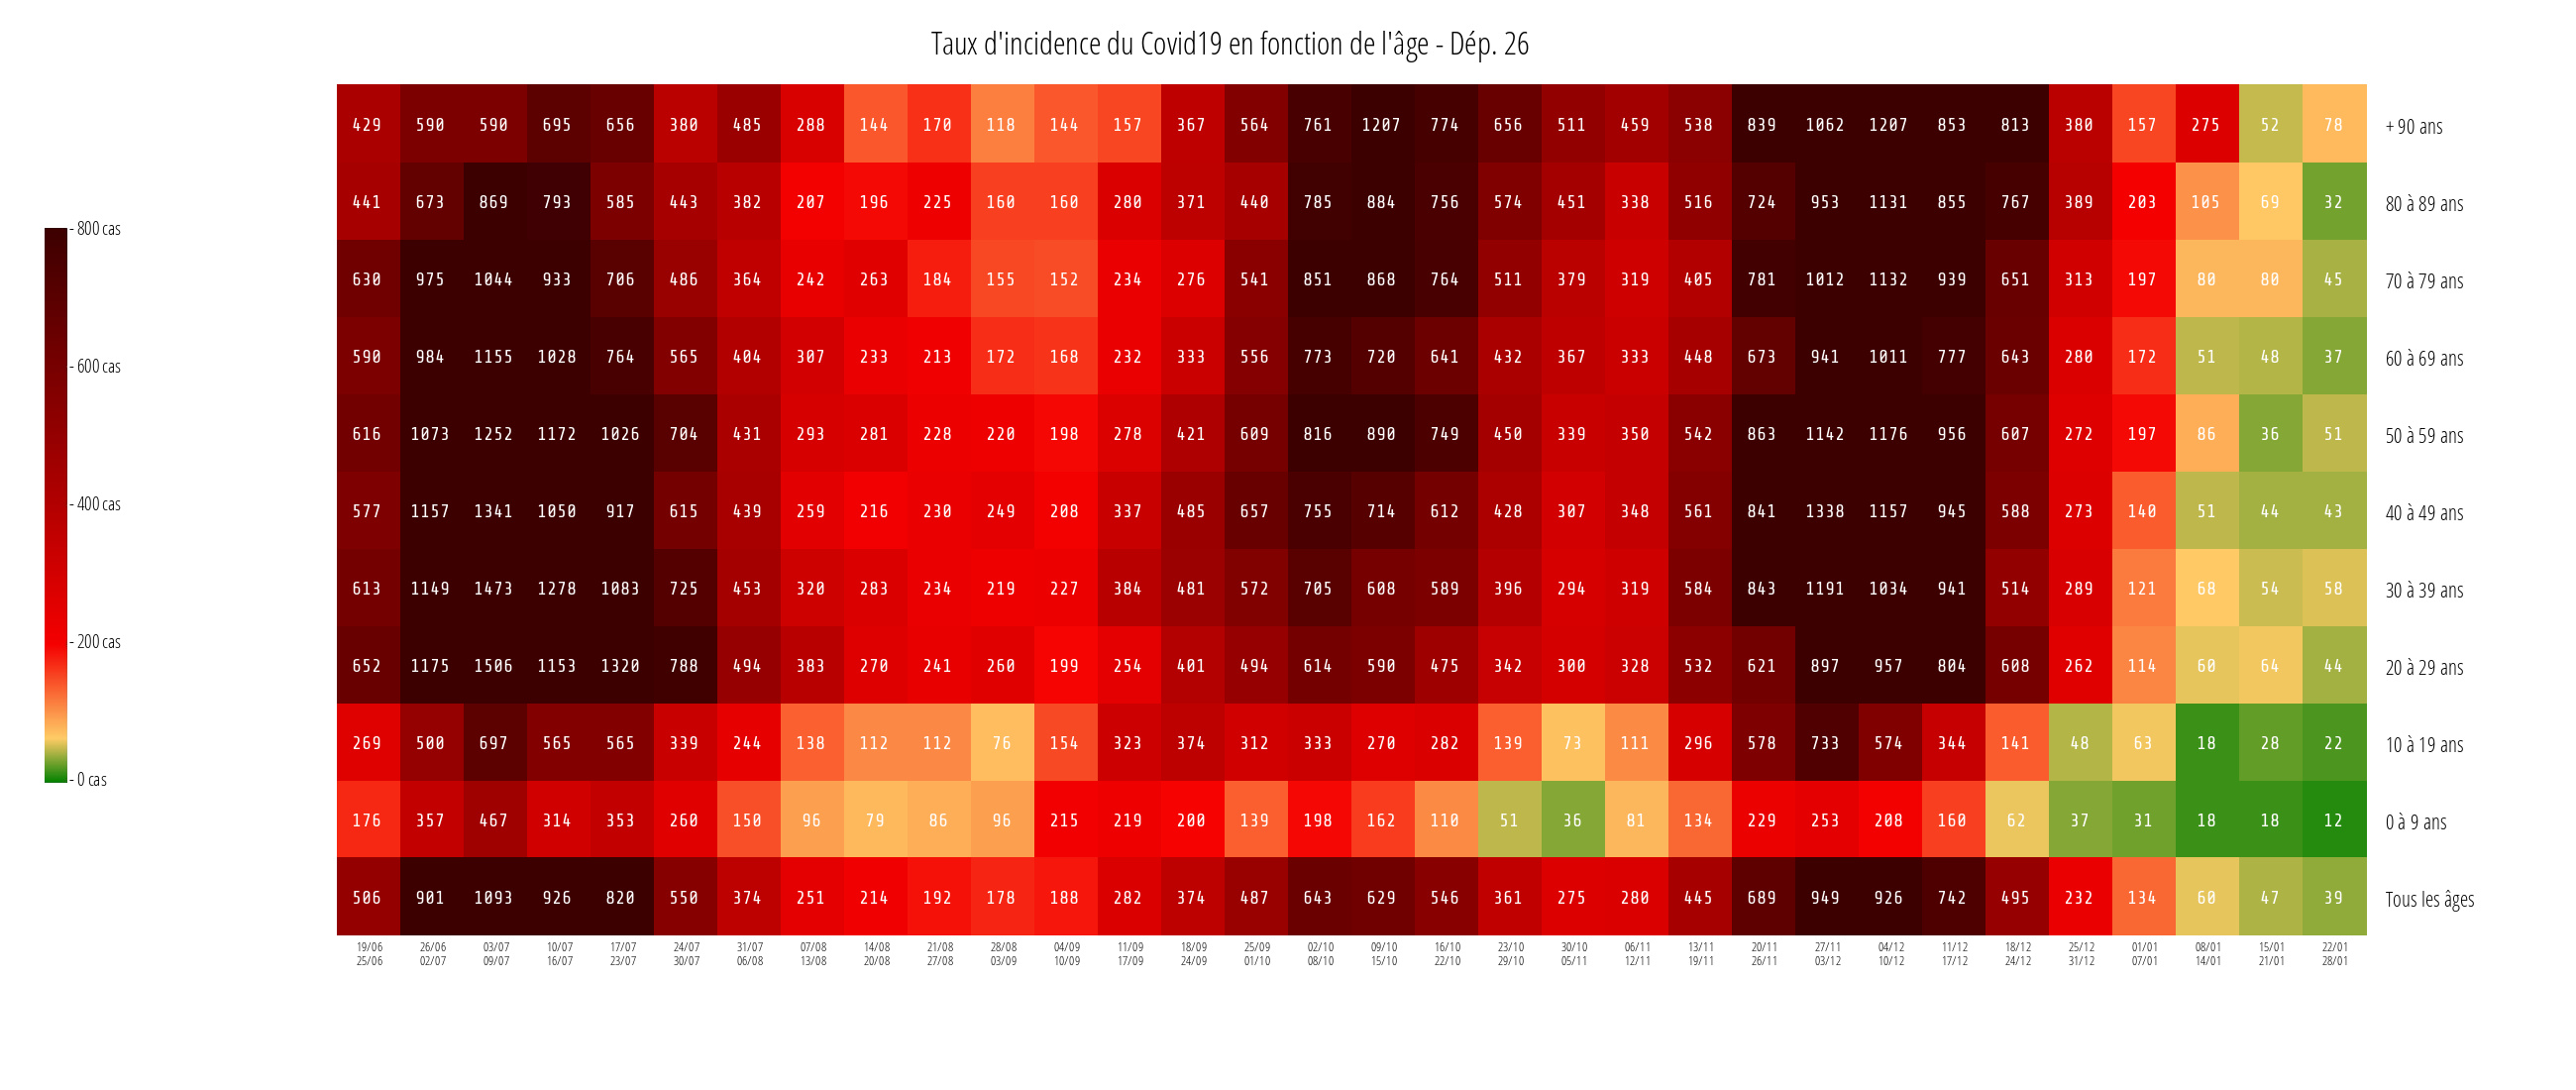 Taux d'incidence du Covid19 en fonction de l'âge - Dép. 26
- 800 cas
- 600 cas
- 400 cas
- 200 cas
- 0 cas
429 590 590 695 656 380 485 288 144 170 118 144 157 367 564 761 1207 774 656 511 459 538 839 1062 1207 853 813 380 157 275 52 78 + 90 ans
441 673 869 793 585 443 382 207 196 225 160 160 280 371 440 785 884 756 574 451 338 516 724 953 1131 855 767 389 203 105 69 32 80 à 89 ans
630 975 1044 933 706 486 364 242 263 184 155 152 234 276 541 851 868 764 511 379 319 405 781 1012 1132 939 651 313 197 80 80 45 70 à 79 ans
590 984 1155 1028 764 565 404 307 233 213 172 168 232 333 556 773 720 641 432 367 333 448 673 941 1011 777 643 280 172 51 48 37 60 à 69 ans
616 1073 1252 1172 1026 704 431 293 281 228 220 198 278 421 609 816 890 749 450 339 350 542 863 1142 1176 956 607 272 197 86 36 51 50 à 59 ans
577 1157 1341 1050 917 615 439 259 216 230 249 208 337 485 657 755 714 612 428 307 348 561 841 1338 1157 945 588 273 140 51 44 43 40 à 49 ans
613 1149 1473 1278 1083 725 453 320 283 234 219 227 384 481 572 705 608 589 396 294 319 584 843 1191 1034 941 514 289 121 68 54 58 30 à 39 ans
652 1175 1506 1153 1320 788 494 383 270 241 260 199 254 401 494 614 590 475 342 300 328 532 621 897 957 804 608 262 114 60 64 44 20 à 29 ans
269 500 697 565 565 339 244 138 112 112 76 154 323 374 312 333 270 282 139 73 111 296 578 733 574 344 141 48 63 18 28 22 10 à 19 ans
176 357 467 314 353 260 150 96 79 86 96 215 219 200 139 198 162 110 51 36 81 134 229 253 208 160 62 37 31 18 18 12 0 à 9 ans
506 901 1093 926 820 550 374 251 214 192 178 188 282 374 487 643 629 546 361 275 280 445 689 949 926 742 495 232 134 60 47 39 Tous les âges
19/06 26/06 03/07 10/07 17/07 24/07 31/07 07/08 14/08 21/08 28/08 04/09 11/09 18/09 25/09 02/10 09/10 16/10 23/10 30/10 06/11 13/11 20/11 27/11 04/12 11/12 18/12 25/12 01/01 08/01 15/01 22/01
25/06 02/07 09/07 16/07 23/07 30/07 06/08 13/08 20/08 27/08 03/09 10/09 17/09 24/09 01/10 08/10 15/10 22/10 29/10 05/11 12/11 19/11 26/11 03/12 10/12 17/12 24/12 31/12 07/01 14/01 21/01 28/01